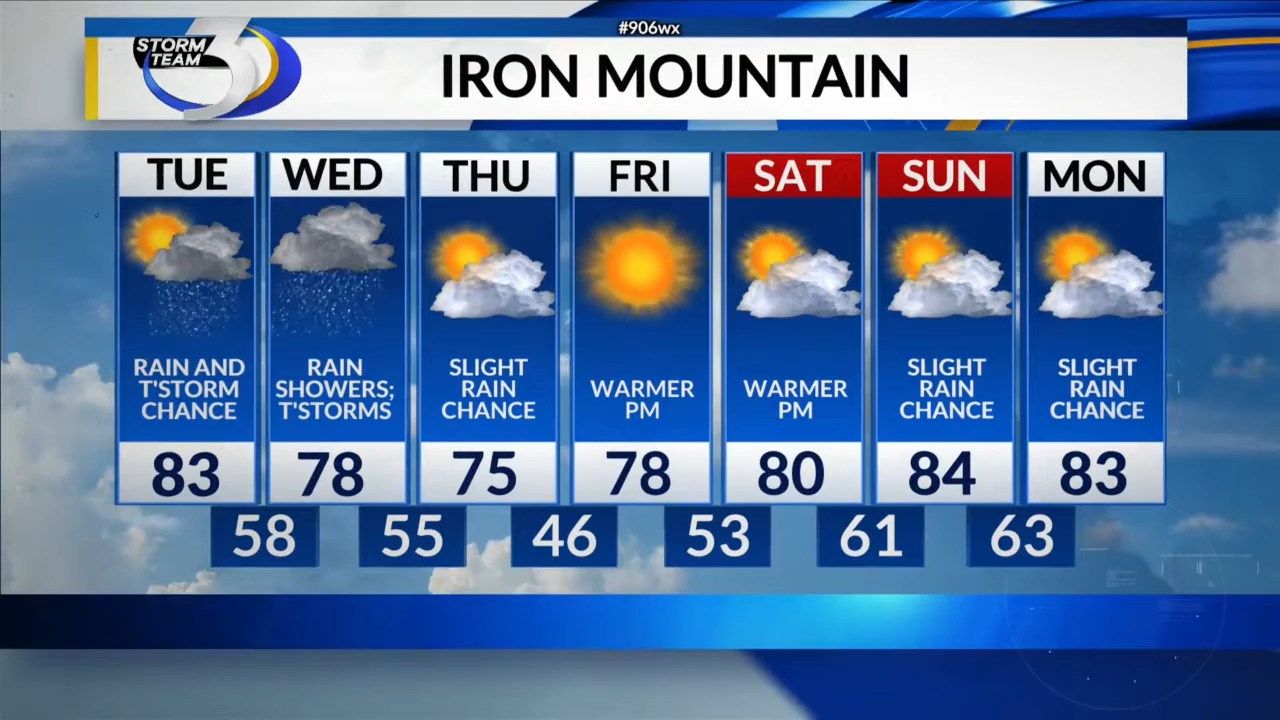 #906wx
STORM
TEAM
3
IRON MOUNTAIN
TUE
RAIN AND
T'STORM
CHANCE
83
WED
RAIN
SHOWERS;
T'STORMS
78
THU
SLIGHT
RAIN
CHANCE
75
FRI
WARMER
PM
78
SAT
WARMER
PM
80
SUN
SLIGHT
RAIN
CHANCE
84
MON
SLIGHT
RAIN
CHANCE
83
58
55
46
53
61
63